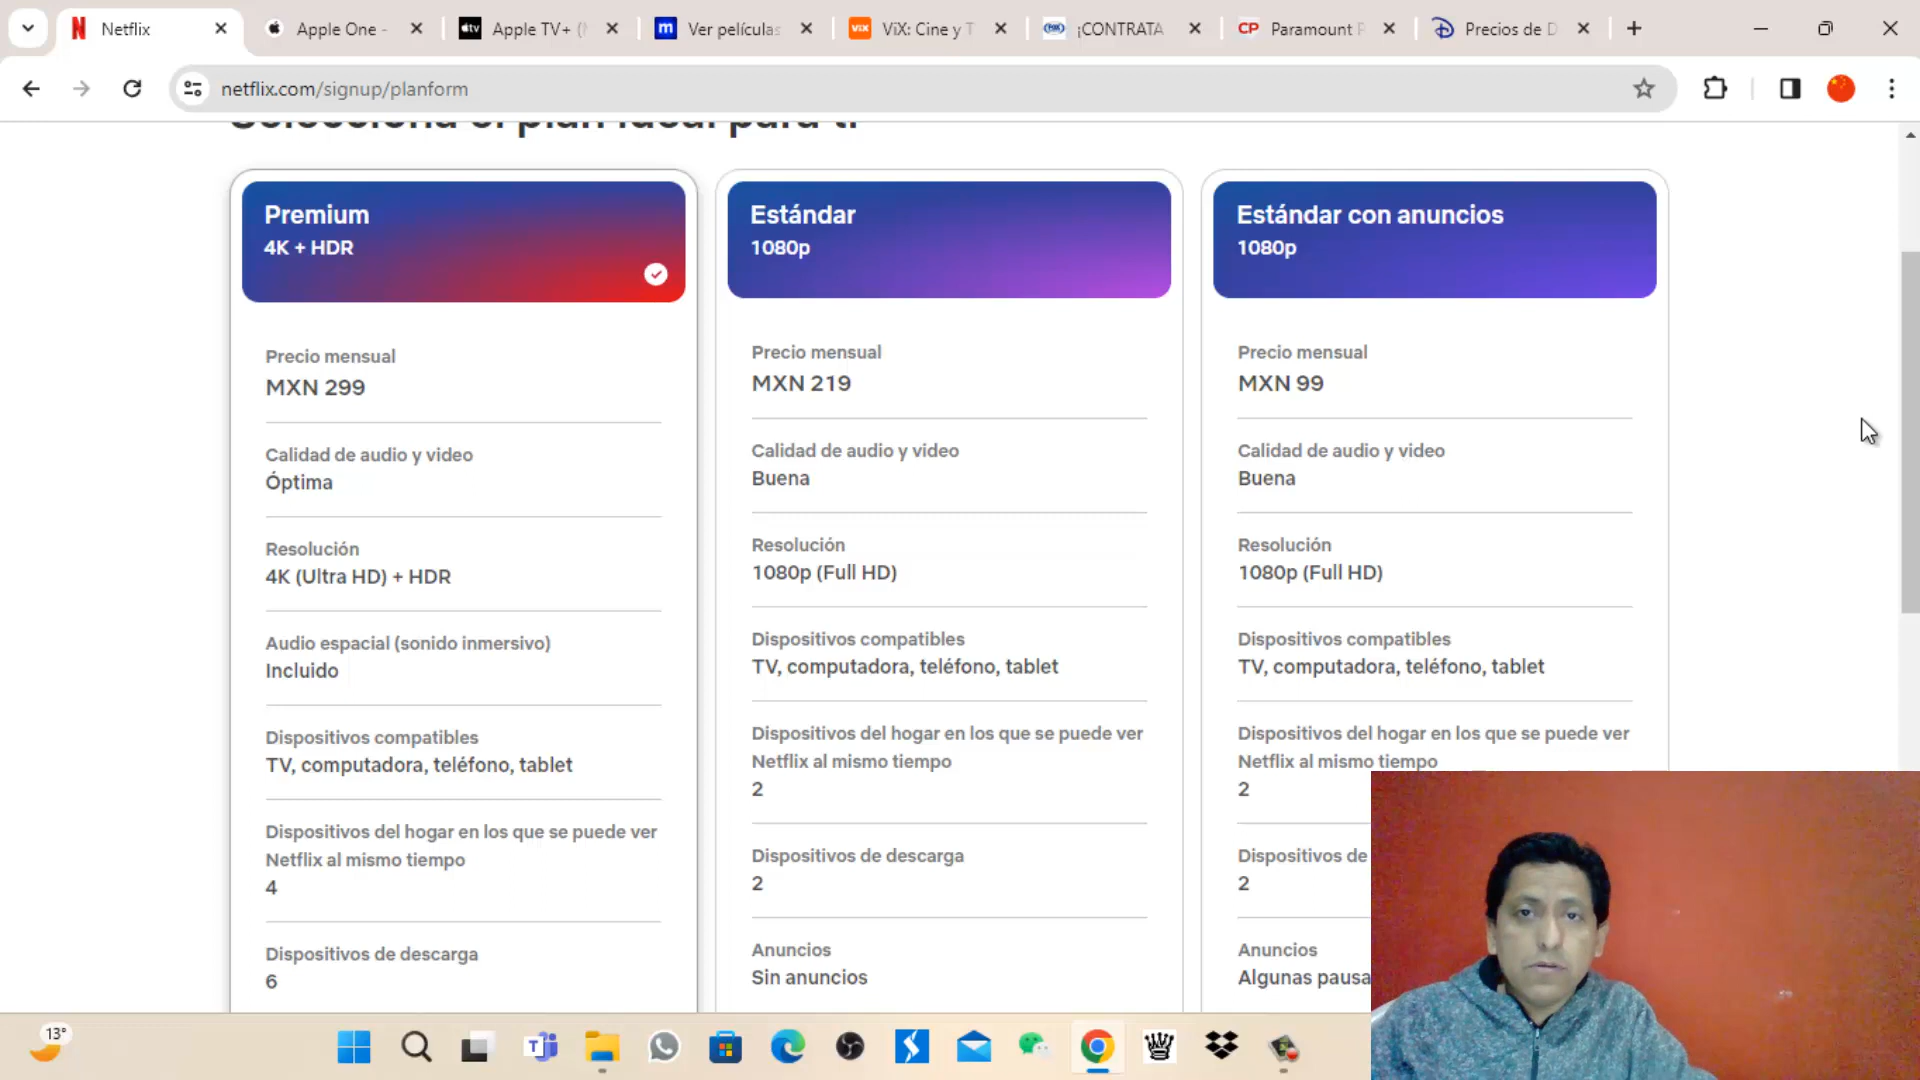 Netflix
Apple One -
Apple TV+ (
Ver películas
ViX: Cine y T
¡CONTRATA
CP
Paramount
Precios de D
netflix.com/signup/planform
Selecciona el plan ideal para ti
Premium
4K + HDR
Precio mensual
MXN 299
Calidad de audio y video
Óptima
Resolución
4K (Ultra HD) + HDR
Audio espacial (sonido inmersivo)
Incluido
Dispositivos compatibles
TV, computadora, teléfono, tablet
Dispositivos del hogar en los que se puede ver
Netflix al mismo tiempo
4
Dispositivos de descarga
6
Estándar
1080p
Precio mensual
MXN 219
Calidad de audio y video
Buena
Resolución
1080p (Full HD)
Dispositivos compatibles
TV, computadora, teléfono, tablet
Dispositivos del hogar en los que se puede ver
Netflix al mismo tiempo
2
Dispositivos de descarga
2
Anuncios
Sin anuncios
Estándar con anuncios
1080p
Precio mensual
MXN 99
Calidad de audio y video
Buena
Resolución
1080p (Full HD)
Dispositivos compatibles
TV, computadora, teléfono, tablet
Dispositivos del hogar en los que se puede ver
Netflix al mismo tiempo
2
Dispositivos de
2
Anuncios
Algunas pausa
13°